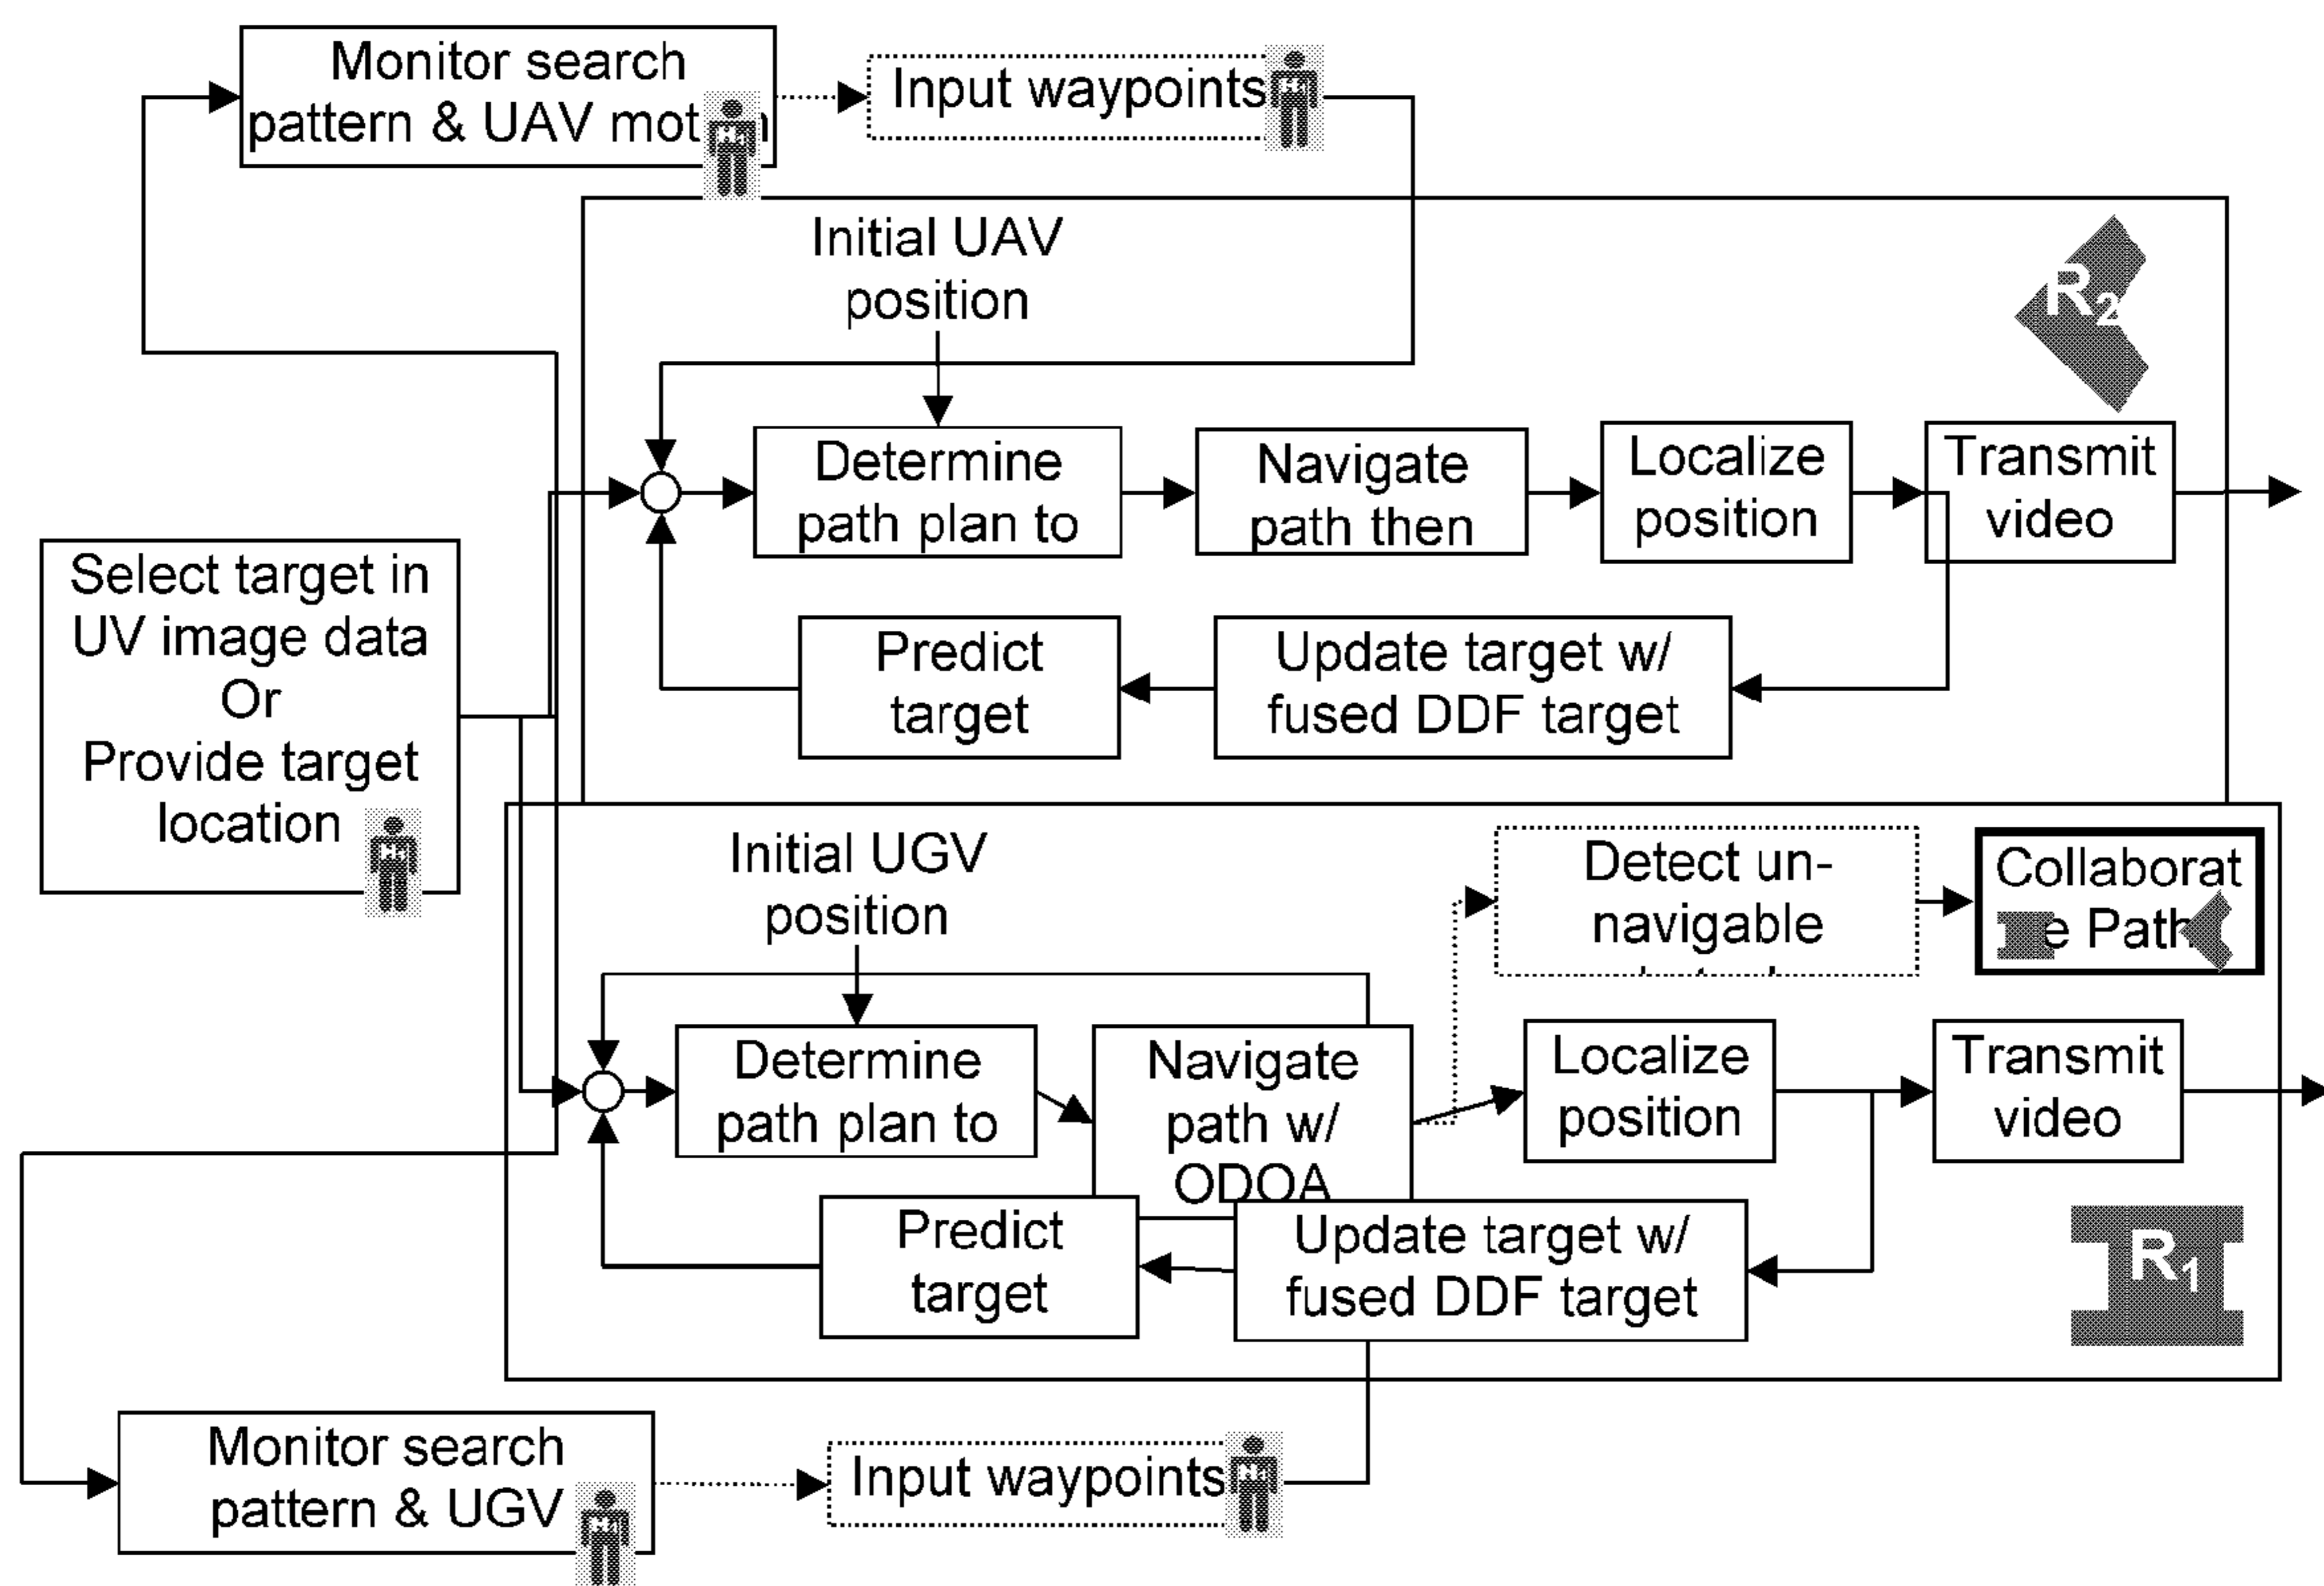 Monitor search
pattern & UAV mot n
Input waypoints
Initial UAV
position
R2
Determine
path plan to
Navigate
path then
Localize
position
Transmit
video
Select target in
UV image data
Or
Provide target
location
Predict
target
Update target w/
fused DDF target
Initial UGV
position
Detect un-
navigable
Collaborat
e Path
Determine
path plan to
Navigate
path w/
ODOA
Localize
position
Transmit
video
Predict
target
Update target w/
fused DDF target
R1
Monitor search
pattern & UGV
Input waypoints